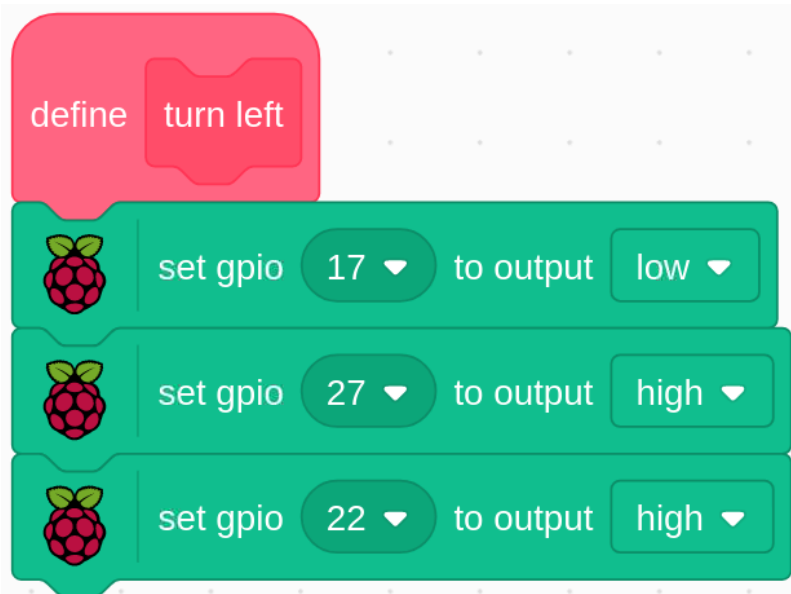 define turn left
set gpio 17 to output low
set gpio 27 to output high
set gpio 22 to output high